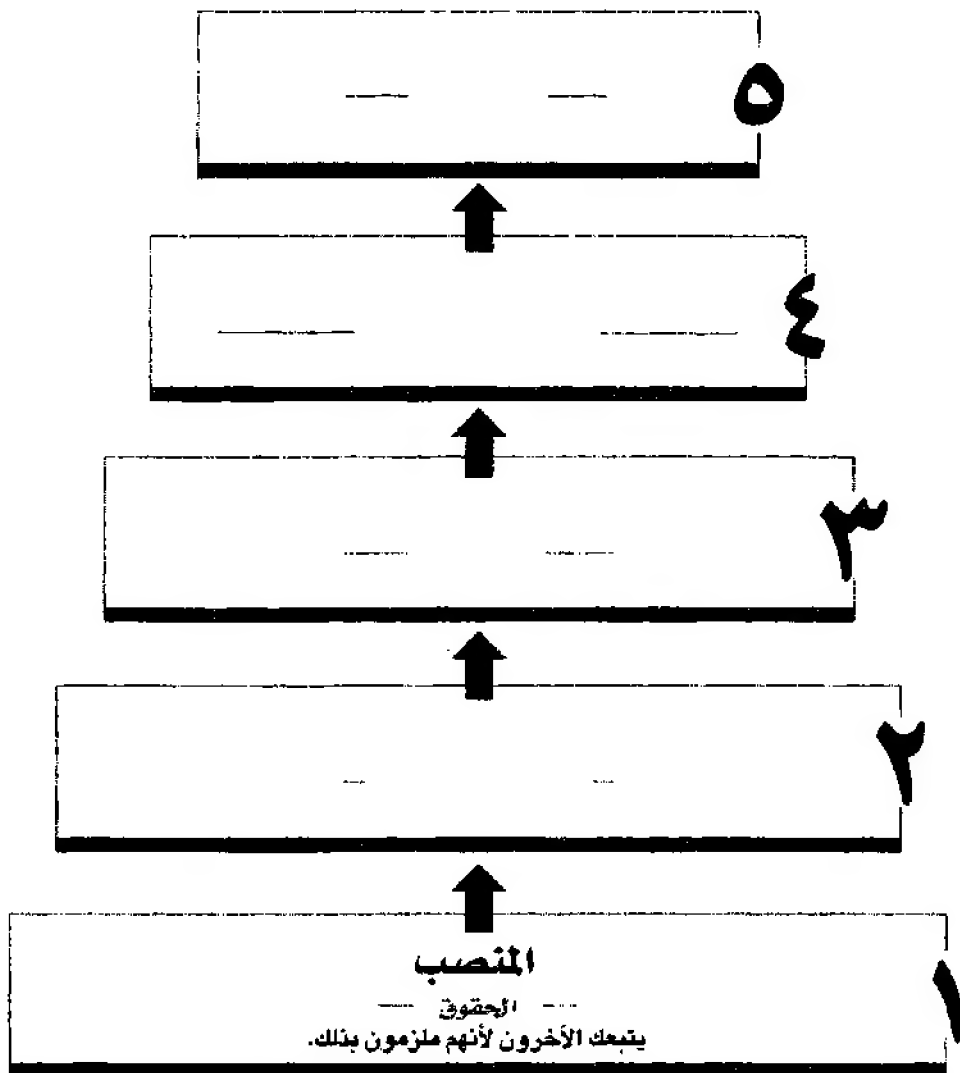 ٥
٤
٣
٢
١
المنصب
الحقوق
يتبعك الآخرون لأنهم ملزمون بذلك.